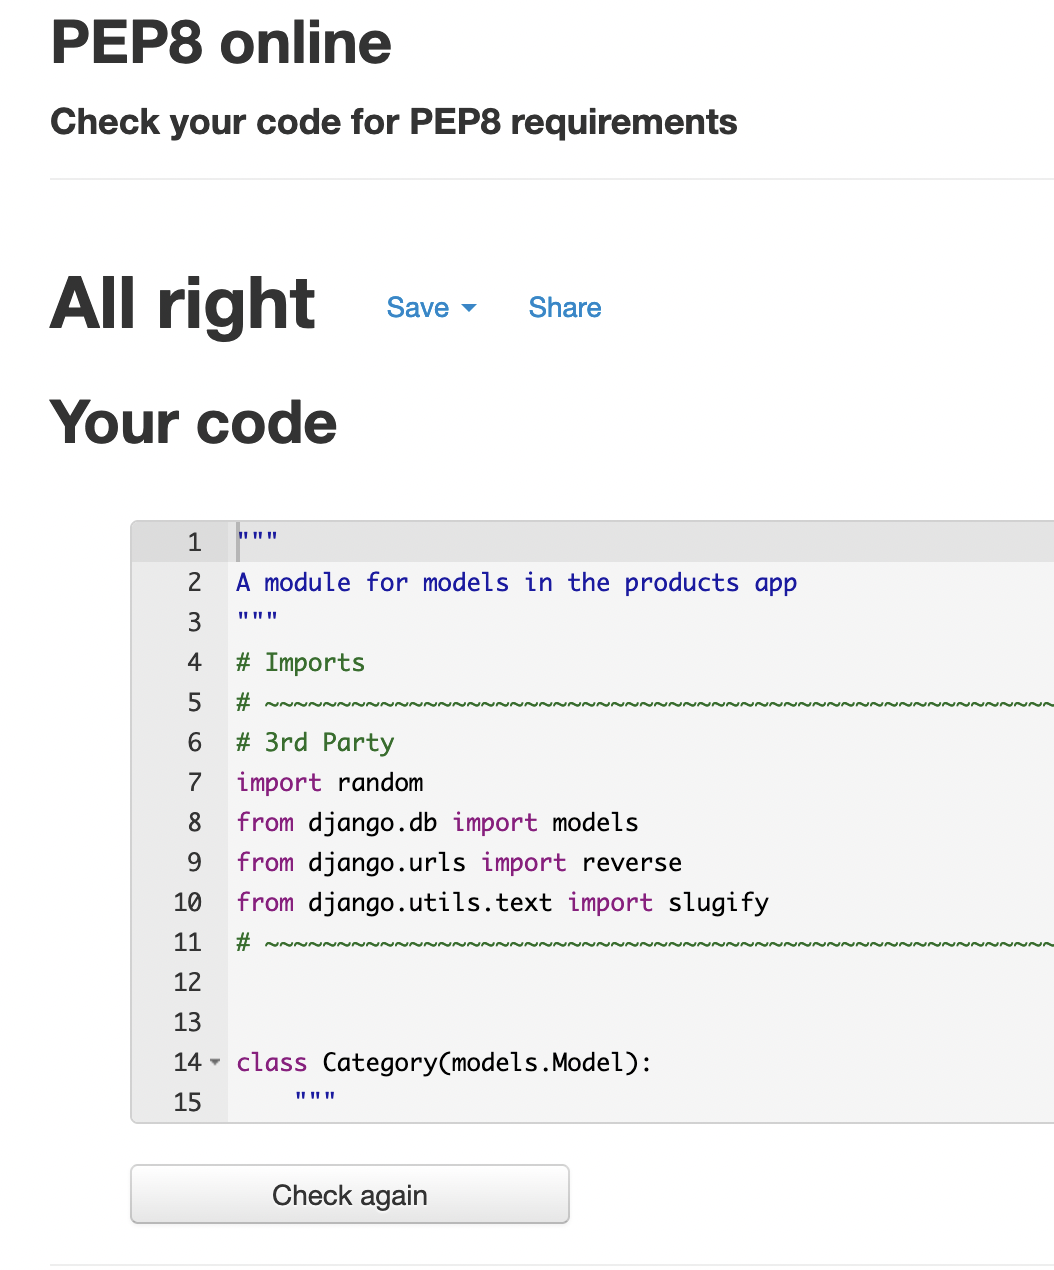 PEP8 online
Check your code for PEP8 requirements
All right Save Share
Your code
1 """
2 A module for models in the products app
3 """
4 # Imports
5 # ~~~~~~~~~~~~~~~~~~~~~~~~~~~~~~~~~~~~~~~~~~~~~~~~~~~~~~~
6 # 3rd Party
7 import random
8 from django.db import models
9 from django.urls import reverse
10 from django.utils.text import slugify
11 # ~~~~~~~~~~~~~~~~~~~~~~~~~~~~~~~~~~~~~~~~~~~~~~~~~~~~~~~
12
13
14 class Category(models.Model):
15     """
Check again